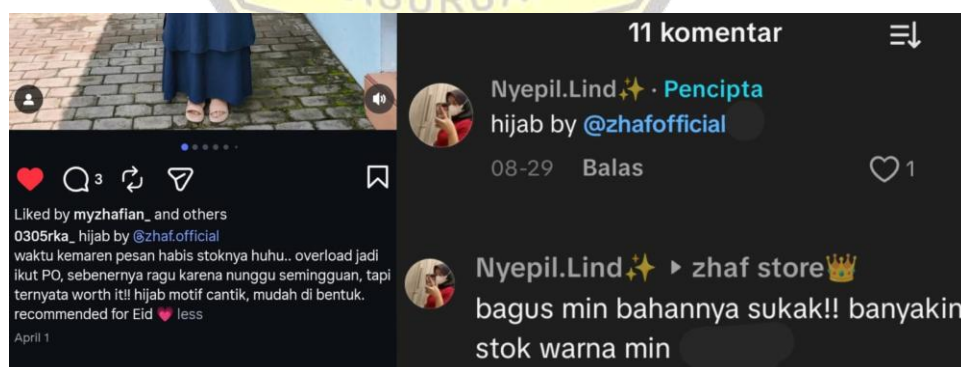 3
Liked by myzhafian_ and others
0305rka_ hijab by @zhaf.official
waktu kemaren pesan habis stoknya huhu.. overload jadi
ikut PO, sebenernya ragu karena nunggu semingguan, tapi
ternyata worth it!! hijab motif cantik, mudah di bentuk.
recommended for Eid 💗 less
April 1
11 komentar
Nyepil.Lind✨ · Pencipta
hijab by @zhafofficial
08-29 Balas
1
Nyepil.Lind✨ ▸ zhaf store👑
bagus min bahannya sukak!! banyakin
stok warna min